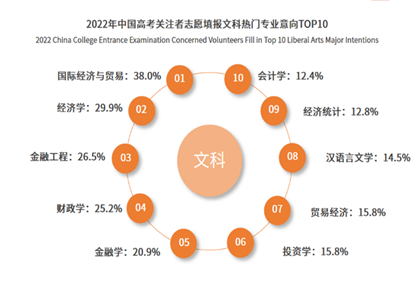 2022年中国高考关注者志愿填报文科热门专业意向TOP10
2022 China College Entrance Examination Concerned Volunteers Fill in Top 10 Liberal Arts Major Intentions
国际经济与贸易：38.0%
01
经济学：29.9%
02
金融工程：26.5%
03
财政学：25.2%
04
金融学：20.9%
05
06
投资学：15.8%
07
贸易经济：15.8%
08
汉语言文学：14.5%
09
经济统计：12.8%
10
会计学：12.4%
文科